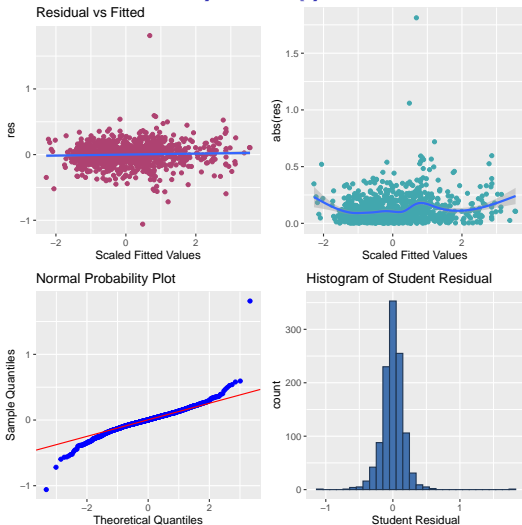 Residual vs Fitted
res
1
0
−1
−2
0
2
Scaled Fitted Values
abs(res)
1.5
1.0
0.5
0.0
−2
0
2
Scaled Fitted Values
Normal Probability Plot
Sample Quantiles
1
0
−1
−2
0
2
Theoretical Quantiles
Histogram of Student Residual
count
300
200
100
0
−1
0
1
Student Residual